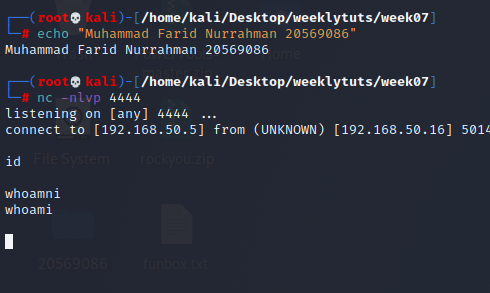 ┌──(root💀kali)-[/home/kali/Desktop/weeklytuts/week07]
└─# echo "Muhammad Farid Nurrahman 20569086"
Muhammad Farid Nurrahman 20569086
┌──(root💀kali)-[/home/kali/Desktop/weeklytuts/week07]
└─# nc -nlvp 4444
listening on [any] 4444 ...
connect to [192.168.50.5] from (UNKNOWN) [192.168.50.16] 5014
File System rockyou.zip
id
whoamni
whoami
20569086 funbox.txt